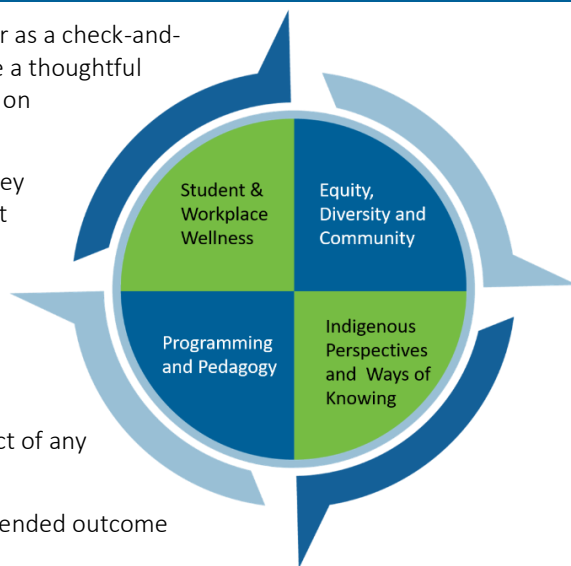 r as a check-and-
e a thoughtful
on
ey
t
ct of any
ended outcome
Student &
Workplace
Wellness
Equity,
Diversity and
Community
Programming
and Pedagogy
Indigenous
Perspectives
and Ways of
Knowing